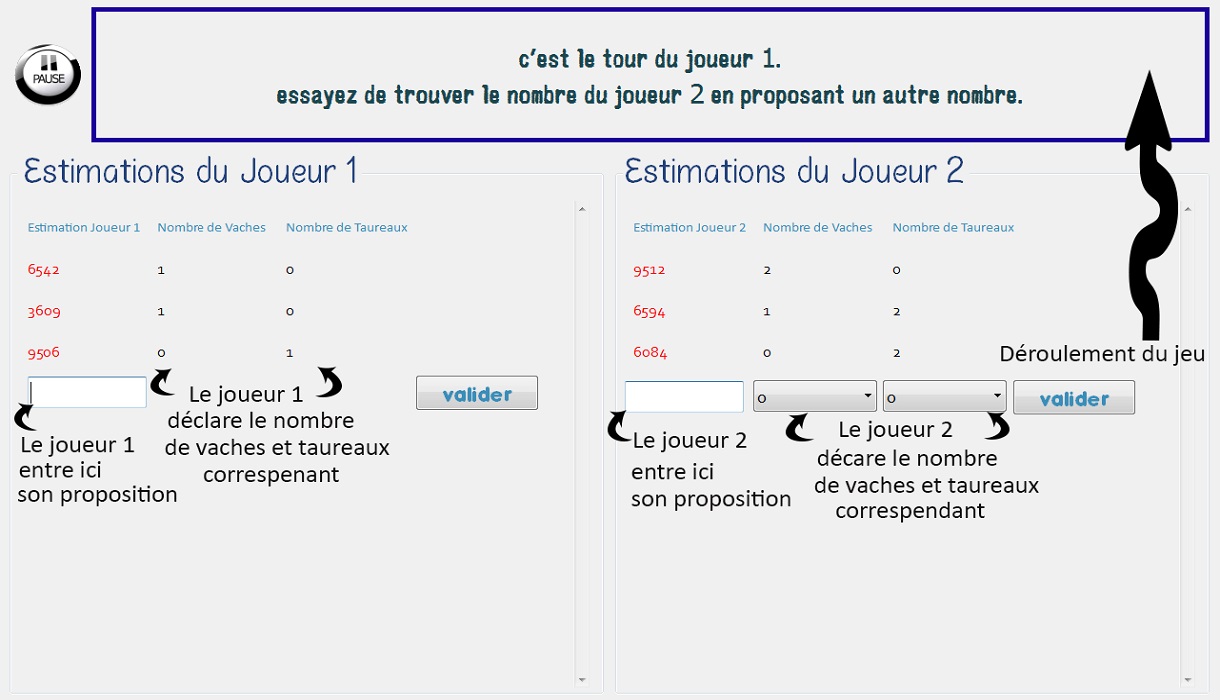 PAUSE
c'est le tour du joueur 1.
essayez de trouver le nombre du joueur 2 en proposant un autre nombre.
Estimations du Joueur 1
Estimation Joueur 1 Nombre de Vaches Nombre de Taureaux
6542 1 0
3609 1 0
9506 0 1
valider
Le joueur 1
entre ici
son proposition
Le joueur 1
déclare le nombre
de vaches et taureaux
correspenant
Estimations du Joueur 2
Estimation Joueur 2 Nombre de Vaches Nombre de Taureaux
9512 2 0
6594 1 2
6084 0 2
0 0 valider
Le joueur 2
entre ici
son proposition
Le joueur 2
décare le nombre
de vaches et taureaux
correspendant
Déroulement du jeu